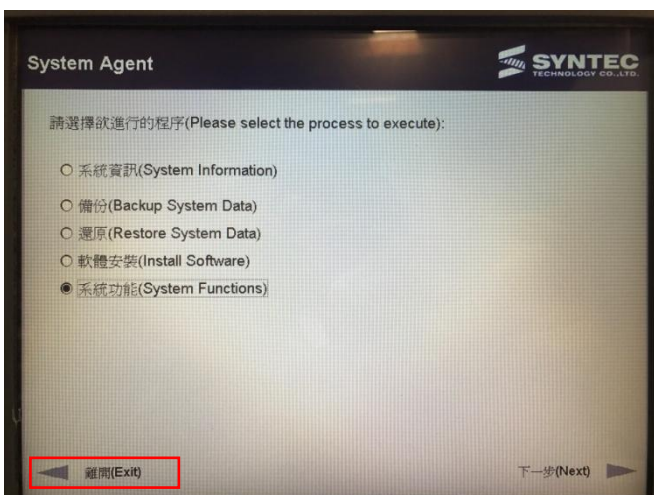 System Agent
SYNTEC
TECHNOLOGY CO.,LTD.
請選擇欲進行的程序(Please select the process to execute):
系統資訊(System Information)
備份(Backup System Data)
還原(Restore System Data)
軟體安裝(Install Software)
系統功能(System Functions)
離開(Exit)
下一步(Next)